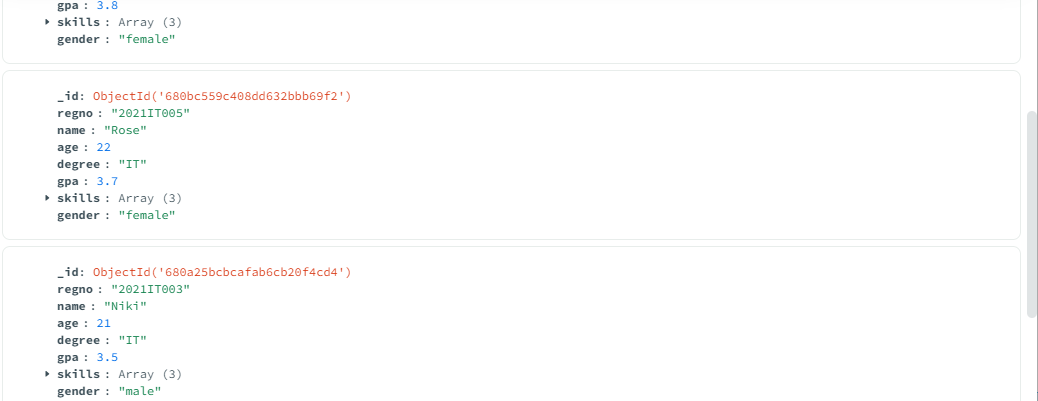 gpa : 3.8
skills : Array (3)
gender : "female"
_id: ObjectId('680bc559c408dd632bbb69f2')
regno : "2021IT005"
name : "Rose"
age : 22
degree : "IT"
gpa : 3.7
skills : Array (3)
gender : "female"
_id: ObjectId('680a25bcbcafab6cb20f4cd4')
regno : "2021IT003"
name : "Niki"
age : 21
degree : "IT"
gpa : 3.5
skills : Array (3)
gender : "male"